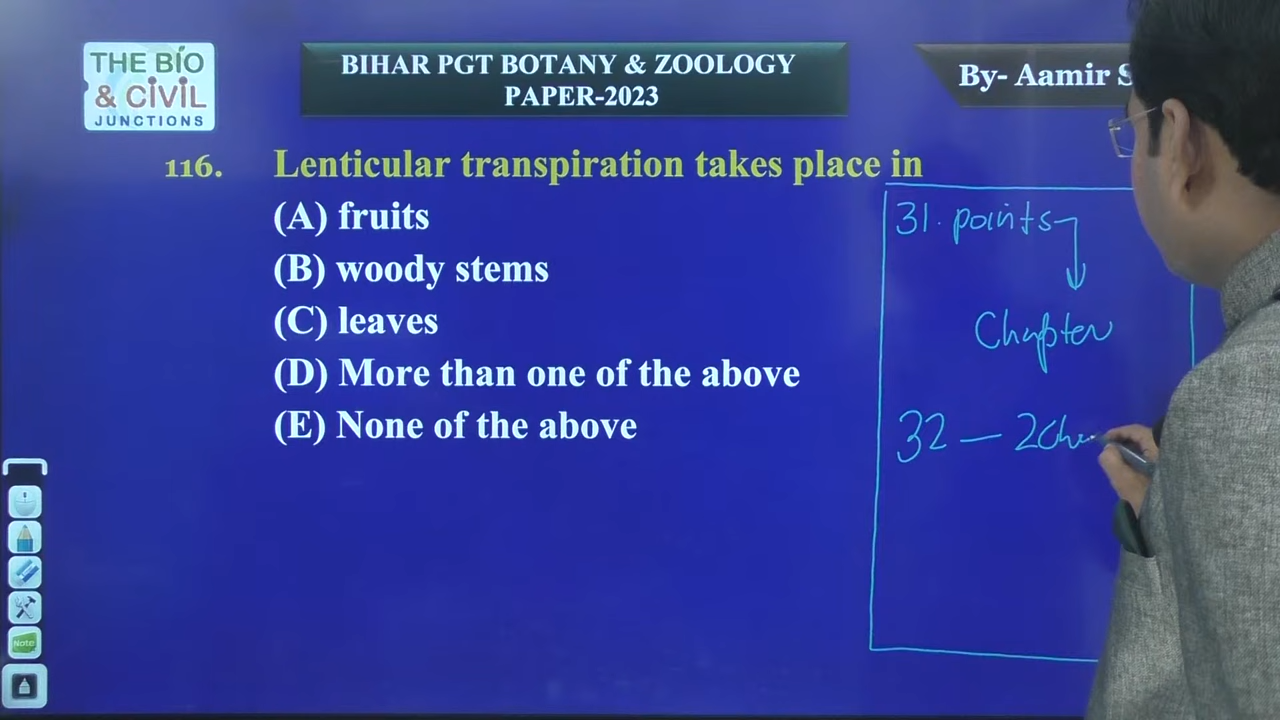 THE BIO
& CIVIL
JUNCTIONS
BIHAR PGT BOTANY & ZOOLOGY
PAPER-2023
By- Aamir S
116. Lenticular transpiration takes place in
(A) fruits
(B) woody stems
(C) leaves
(D) More than one of the above
(E) None of the above
31. points
Chapter
32 — 2
Note